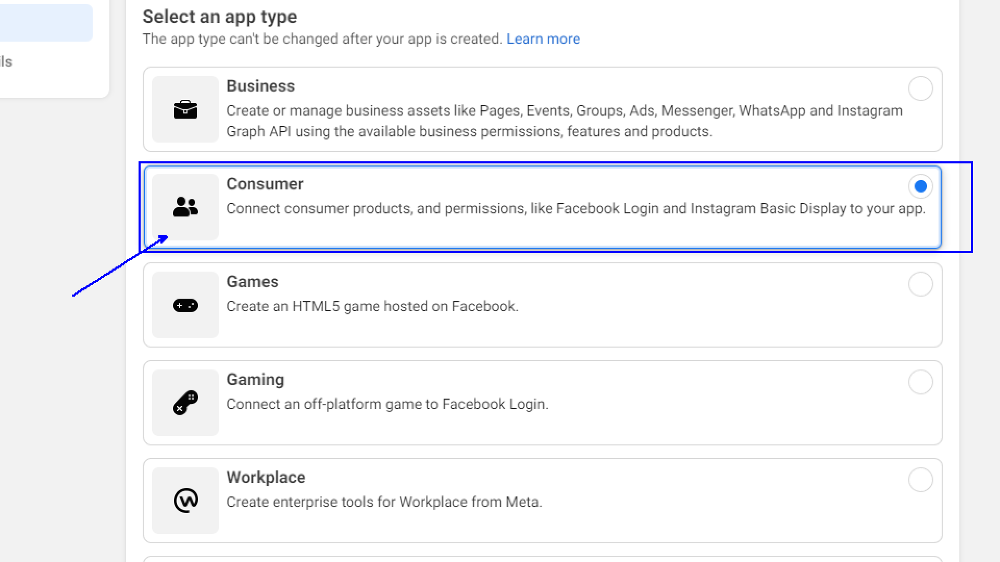 Select an app type
The app type can't be changed after your app is created. Learn more
ils
Business
Create or manage business assets like Pages, Events, Groups, Ads, Messenger, WhatsApp and Instagram
Graph API using the available business permissions, features and products.
Consumer
Connect consumer products, and permissions, like Facebook Login and Instagram Basic Display to your app.
Games
Create an HTML5 game hosted on Facebook.
Gaming
Connect an off-platform game to Facebook Login.
Workplace
Create enterprise tools for Workplace from Meta.